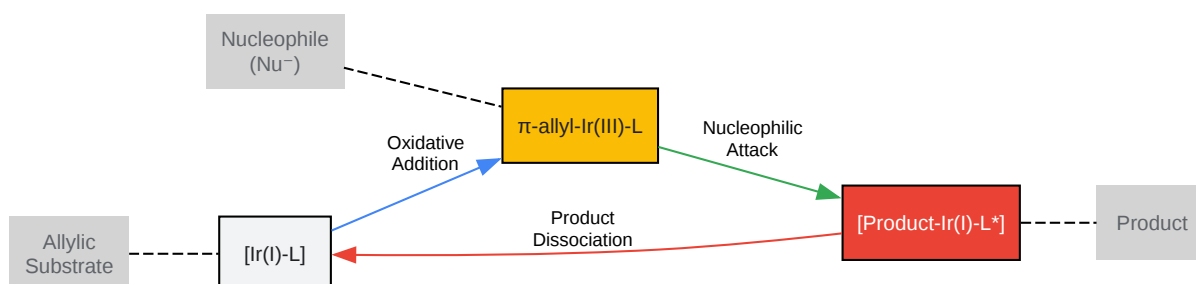 Nucleophile
(Nu⁻)
π-allyl-Ir(III)-L
Oxidative
Addition
Nucleophilic
Attack
Allylic
Substrate
[Ir(I)-L]
Product
Dissociation
[Product-Ir(I)-L*]
Product